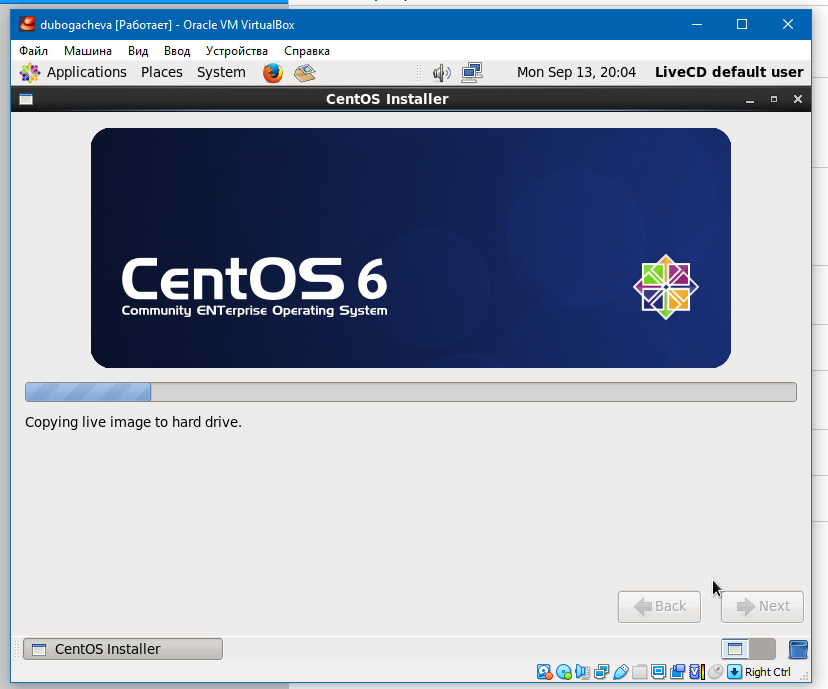 dubogacheva [Работает] - Oracle VM VirtualBox
Файл Машина Вид Ввод Устройства Справка
Applications Places System Mon Sep 13, 20:04 LiveCD default user
CentOS Installer
CentOS 6
Community ENTerprise Operating System
Copying live image to hard drive.
Back Next
CentOS Installer
Right Ctrl